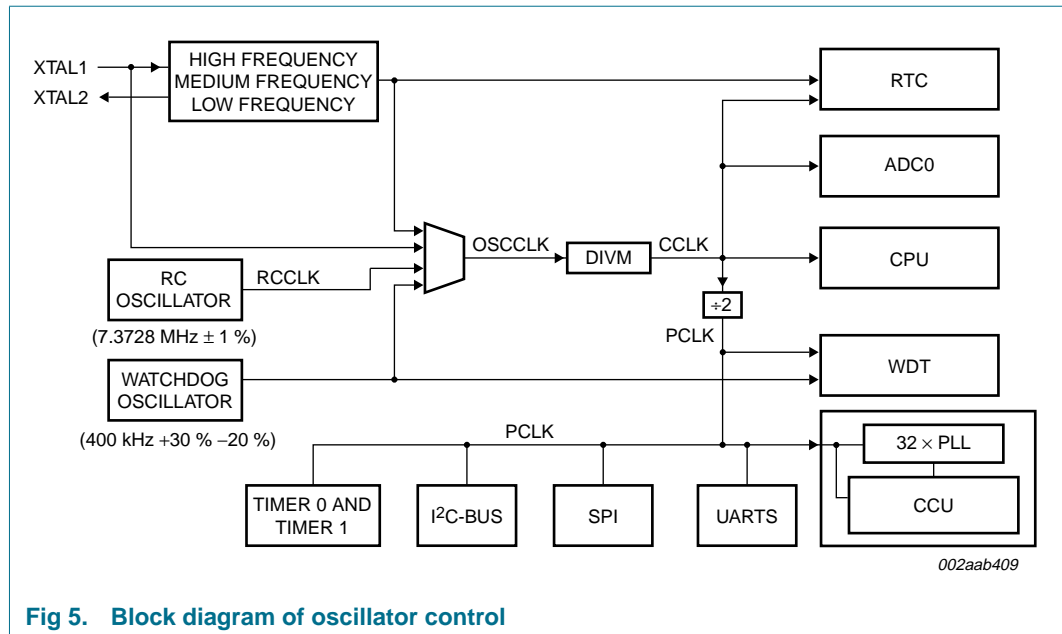 XTAL1
XTAL2
HIGH FREQUENCY
MEDIUM FREQUENCY
LOW FREQUENCY
RTC
ADC0
OSCCLK
DIVM
CCLK
CPU
RC
OSCILLATOR
RCCLK
(7.3728 MHz ± 1 %)
÷2
PCLK
WDT
WATCHDOG
OSCILLATOR
(400 kHz +30 % −20 %)
PCLK
32 × PLL
CCU
TIMER 0 AND
TIMER 1
I²C-BUS
SPI
UARTS
002aab409
Fig 5. Block diagram of oscillator control